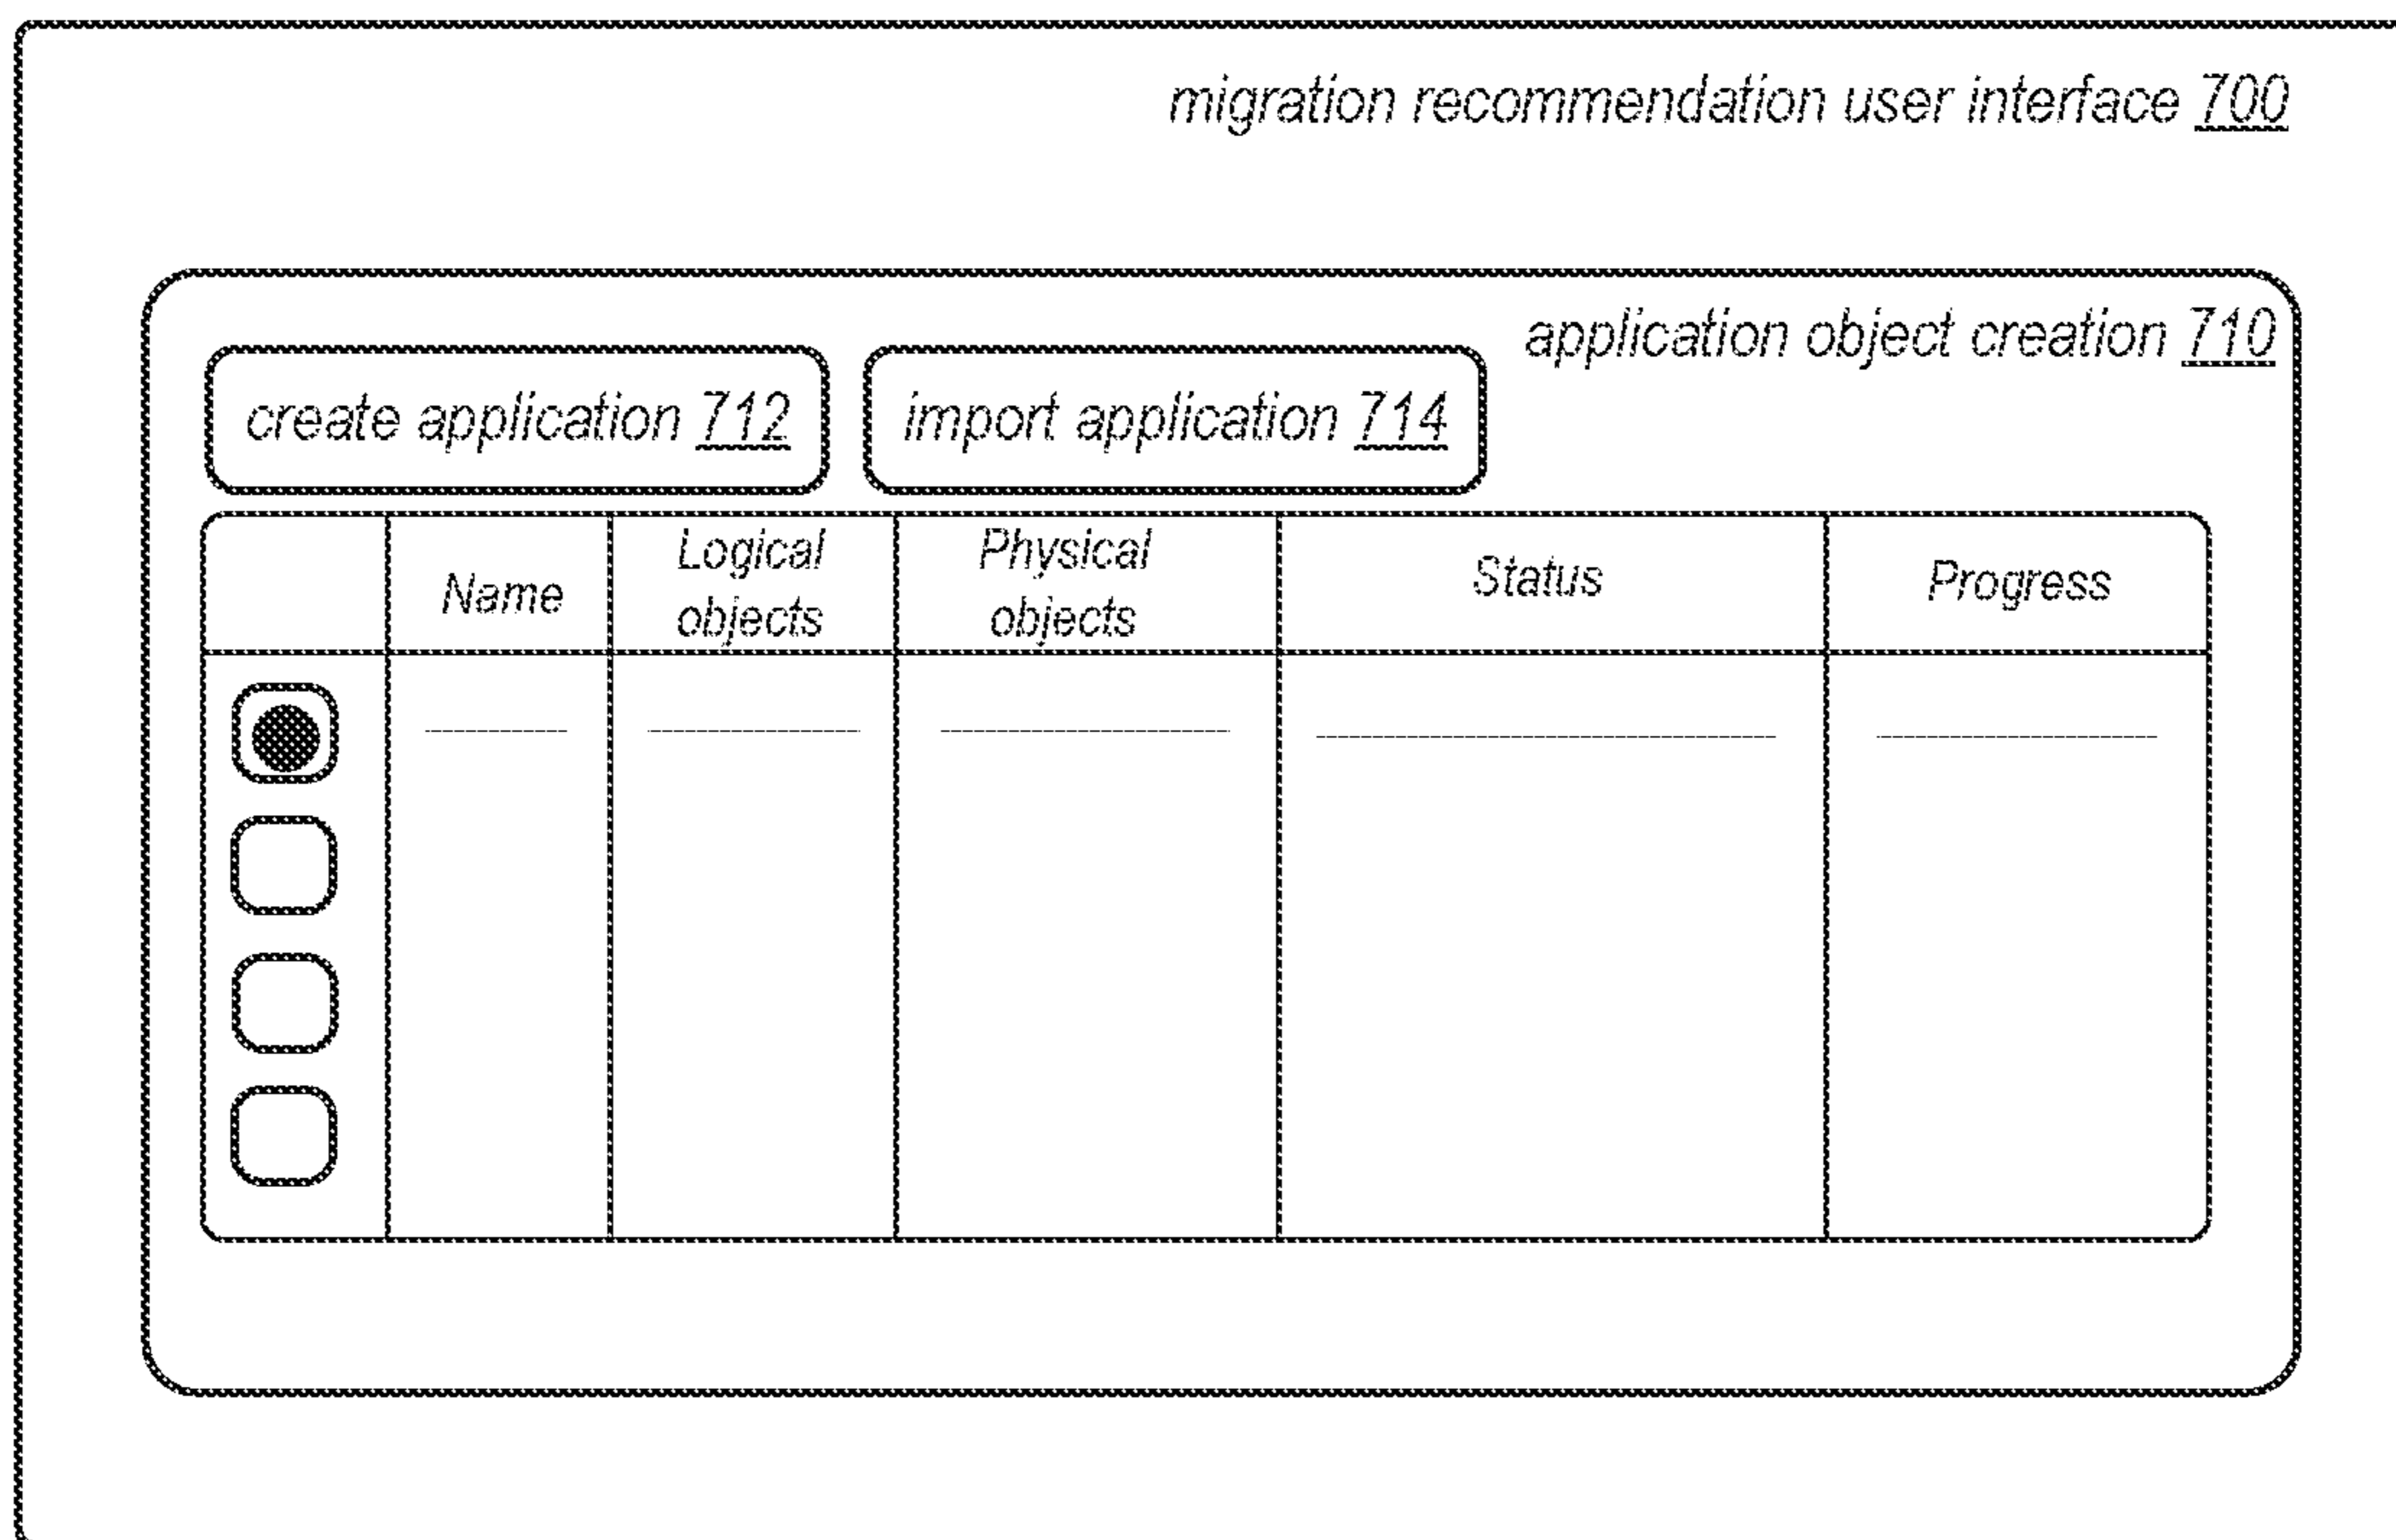 migration recommendation user interface 700
application object creation 710
create application 712
import application 714
Name
Logical
objects
Physical
objects
Status
Progress